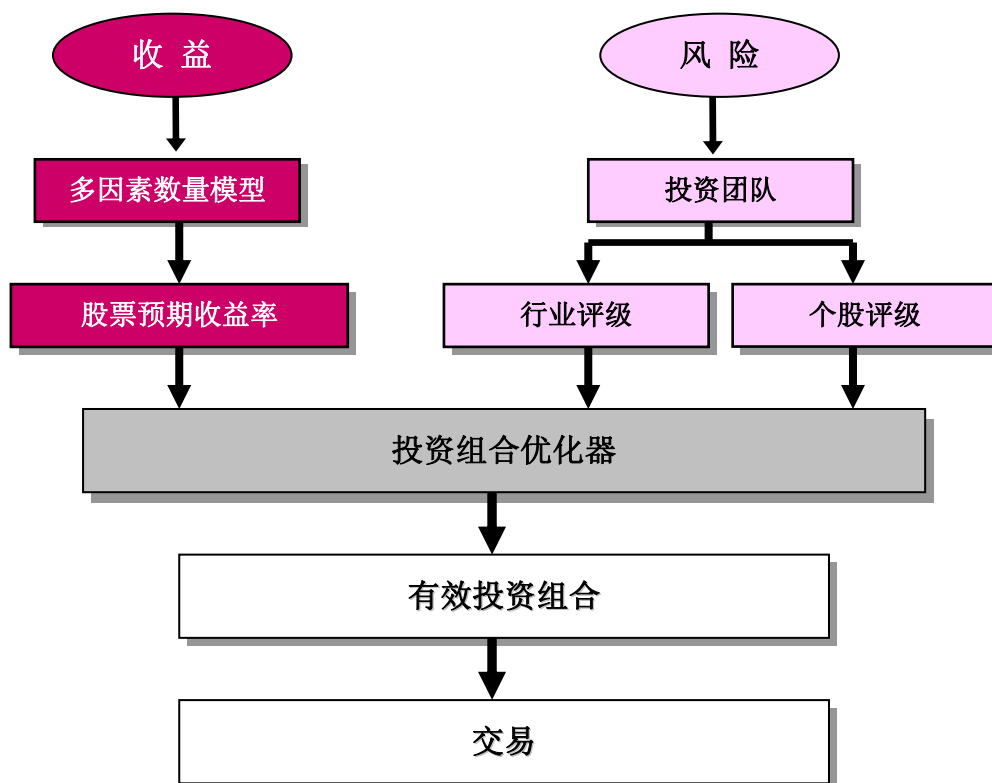 收 益
风 险
多因素数量模型
投资团队
股票预期收益率
行业评级
个股评级
投资组合优化器
有效投资组合
交易